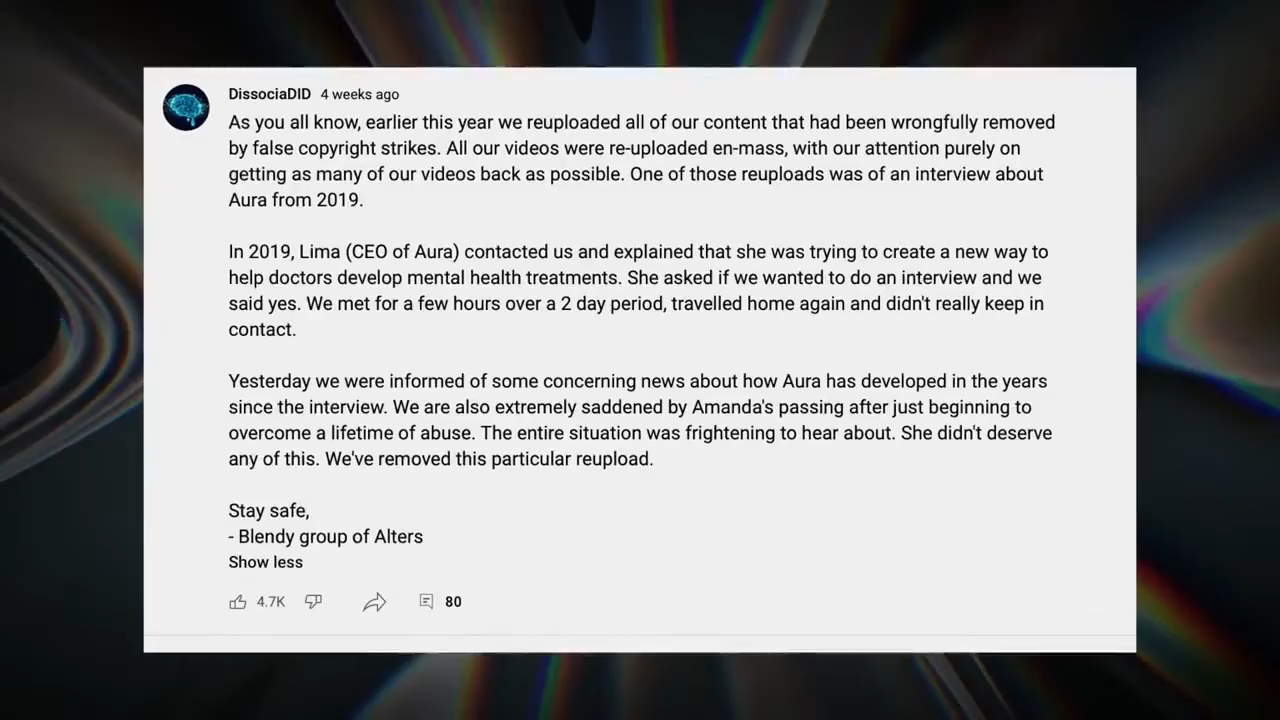 DissociaDID 4 weeks ago
As you all know, earlier this year we reuploaded all of our content that had been wrongfully removed
by false copyright strikes. All our videos were re-uploaded en-mass, with our attention purely on
getting as many of our videos back as possible. One of those reuploads was of an interview about
Aura from 2019.
In 2019, Lima (CEO of Aura) contacted us and explained that she was trying to create a new way to
help doctors develop mental health treatments. She asked if we wanted to do an interview and we
said yes. We met for a few hours over a 2 day period, travelled home again and didn't really keep in
contact.
Yesterday we were informed of some concerning news about how Aura has developed in the years
since the interview. We are also extremely saddened by Amanda's passing after just beginning to
overcome a lifetime of abuse. The entire situation was frightening to hear about. She didn't deserve
any of this. We've removed this particular reupload.
Stay safe,
- Blendy group of Alters
Show less
4.7K 80